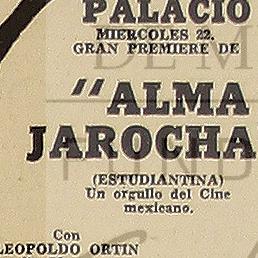 PALACIO
MIERCOLES 22.
GRAN PREMIERE DE
"ALMA
JAROCHA
(ESTUDIANTINA)
Un orgullo del Cine
mexicano.
Con
LEOPOLDO ORTIN